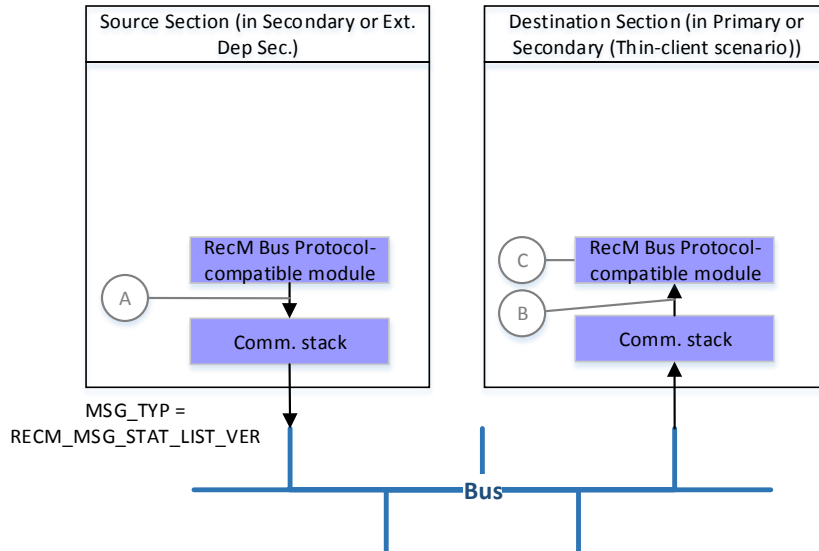 Source Section (in Secondary or Ext.
Dep Sec.)
Destination Section (in Primary or
Secondary (Thin-client scenario))
RecM Bus Protocol-
compatible module
A
Comm. stack
RecM Bus Protocol-
compatible module
C
B
Comm. stack
MSG_TYP =
RECM_MSG_STAT_LIST_VER
Bus